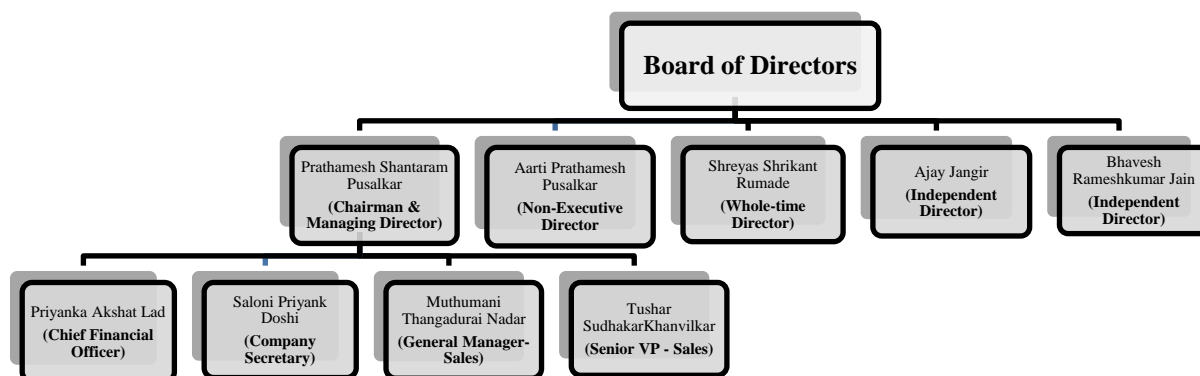 Board of Directors
Prathamesh Shantaram
Pusalkar
(Chairman &
Managing Director)
Aarti Prathamesh
Pusalkar
(Non-Executive
Director
Shreyas Shrikant
Rumade
(Whole-time
Director)
Ajay Jangir
(Independent
Director)
Bhavesh
Rameshkumar Jain
(Independent
Director)
Priyanka Akshat Lad
(Chief Financial
Officer)
Saloni Priyank
Doshi
(Company
Secretary)
Muthumani
Thangadurai Nadar
(General Manager-
Sales)
Tushar
SudhakarKhanvilkar
(Senior VP - Sales)